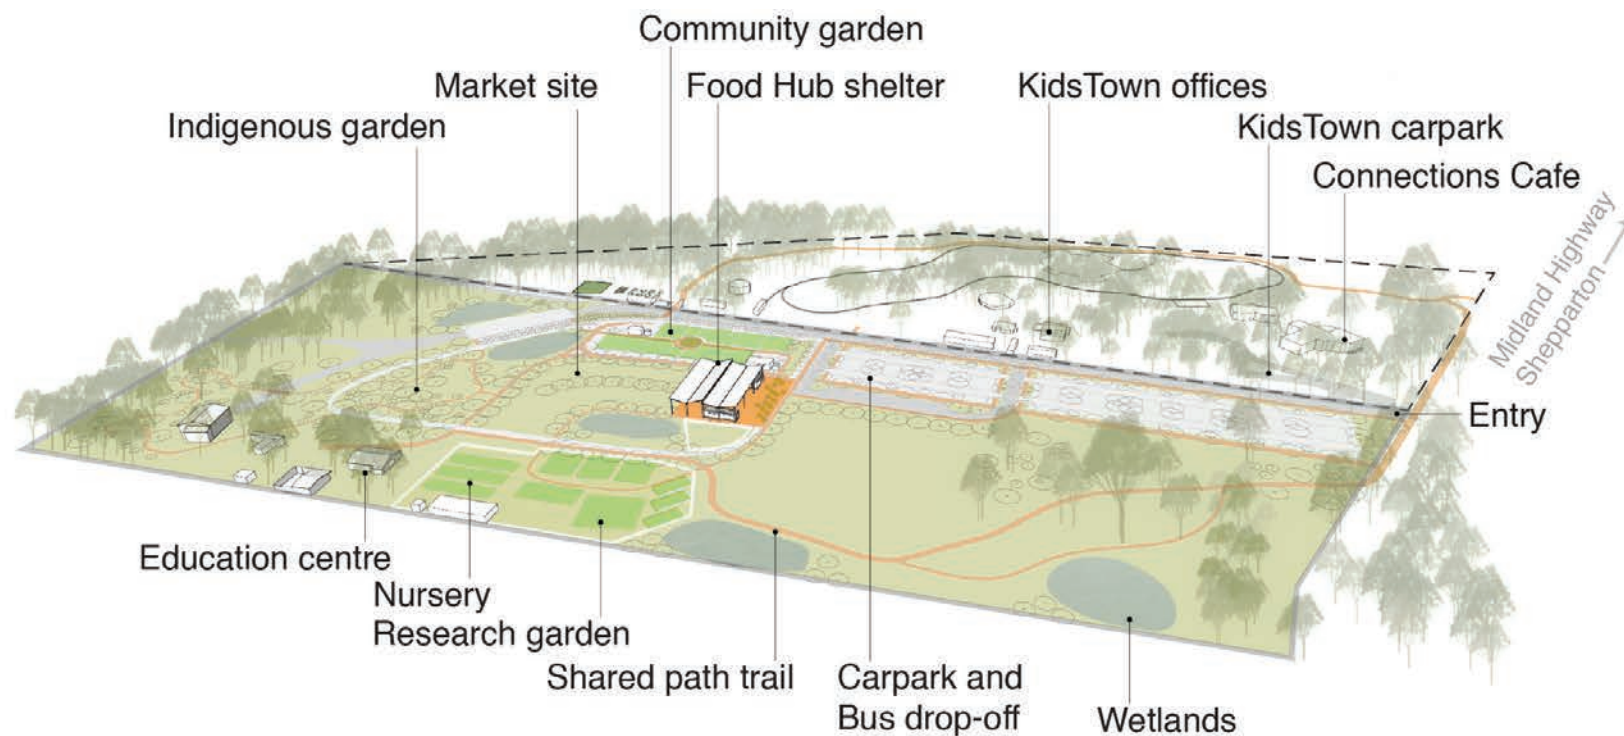 Community garden
Market site
Food Hub shelter
KidsTown offices
Indigenous garden
KidsTown carpark
Connections Cafe
Midland Highway
Shepparton
Entry
Education centre
Nursery
Research garden
Shared path trail
Carpark and
Bus drop-off
Wetlands